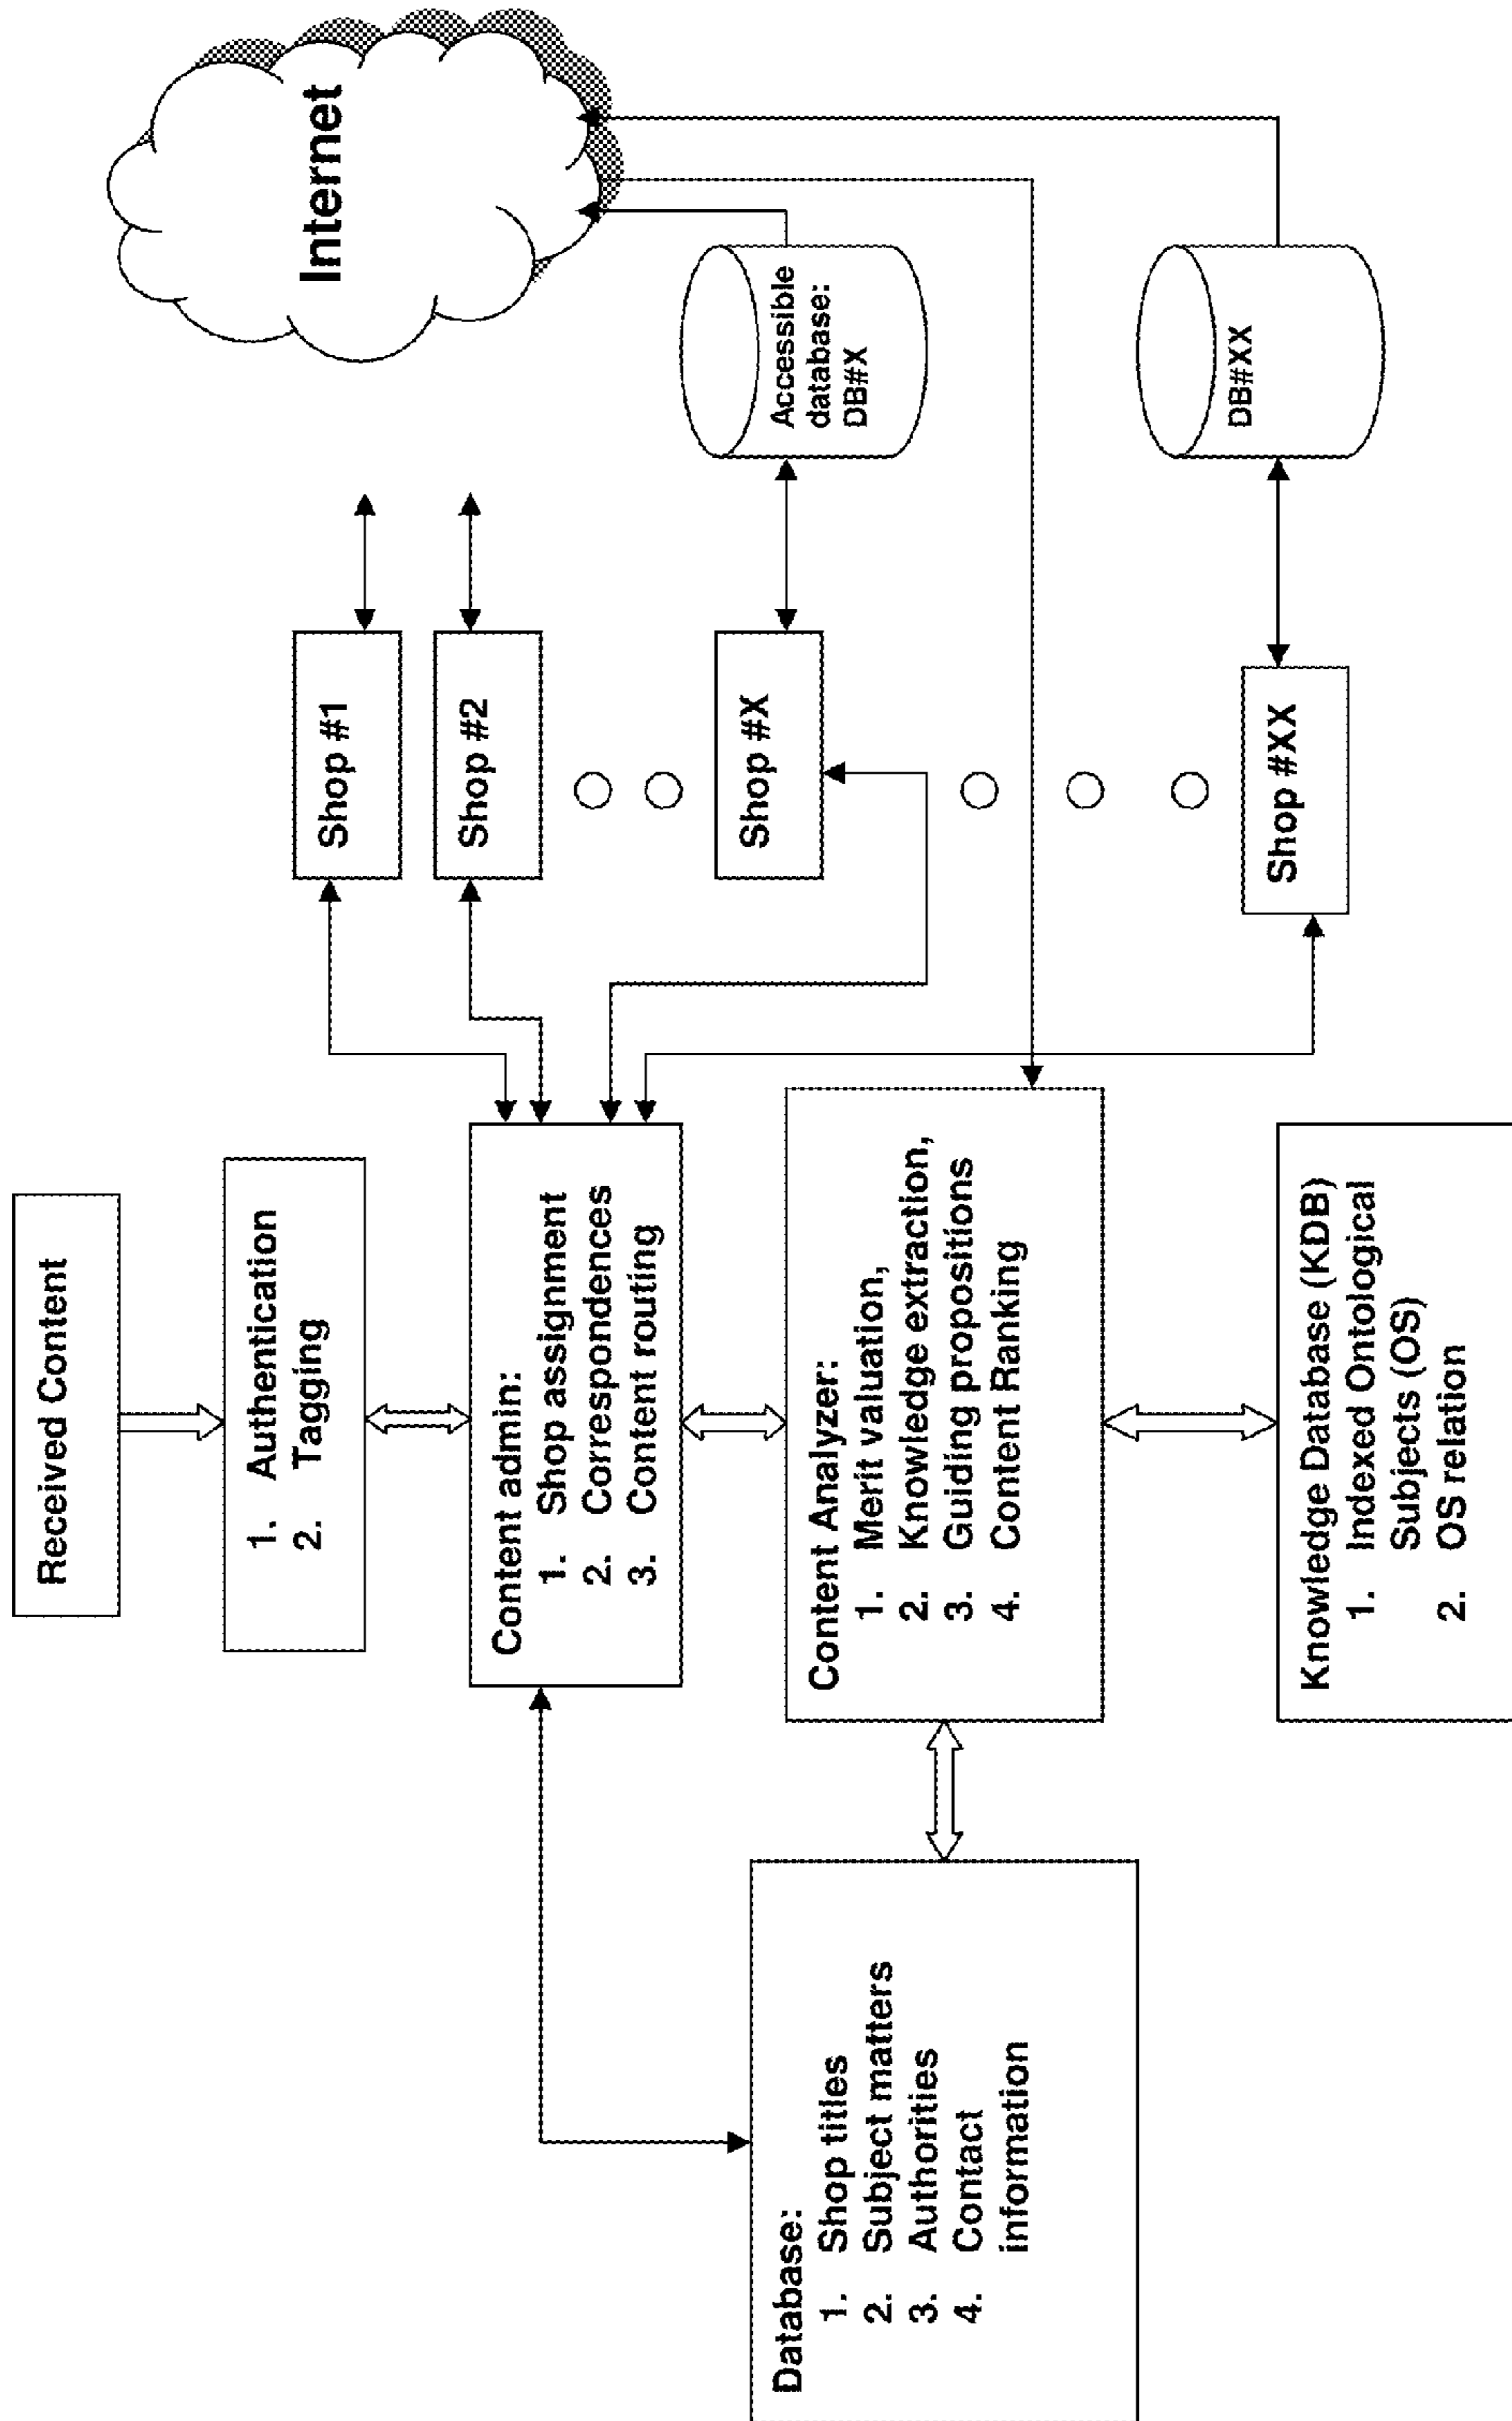 Received Content
1. Authentication
2. Tagging
Content admin:
1. Shop assignment
2. Correspondences
3. Content routing
Content Analyzer:
1. Merit valuation,
2. Knowledge extraction,
3. Guiding propositions
4. Content Ranking
Knowledge Database (KDB)
1. Indexed Ontological
Subjects (OS)
2. OS relation
Database:
1. Shop titles
2. Subject matters
3. Authorities
4. Contact
information
Shop #1
Shop #2
Shop #X
Shop #XX
Accessible
database:
DB#X
DB#XX
Internet